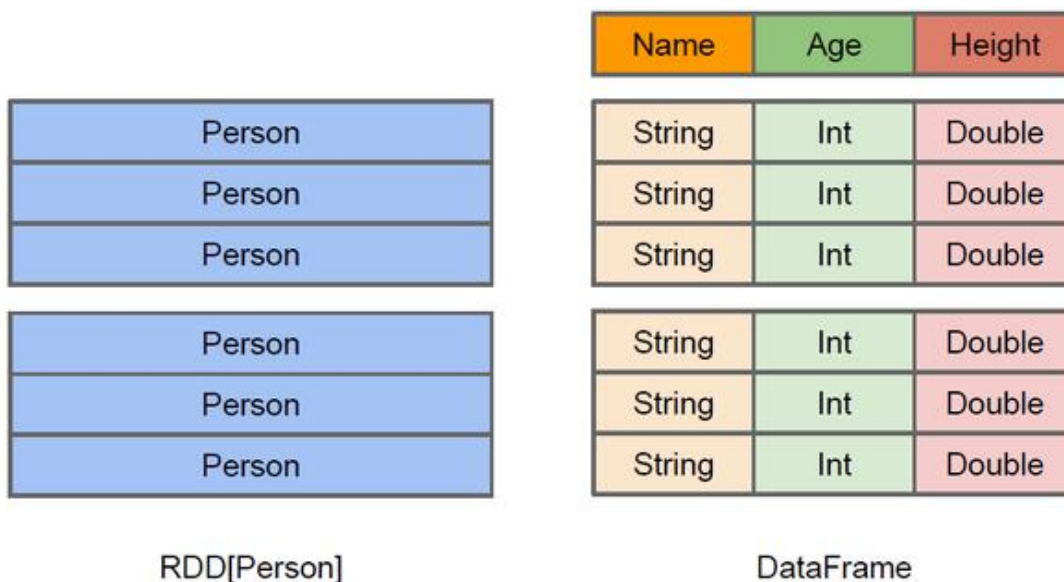 Name Age Height
Person String Int Double
Person String Int Double
Person String Int Double
Person String Int Double
Person String Int Double
Person String Int Double
RDD[Person] DataFrame